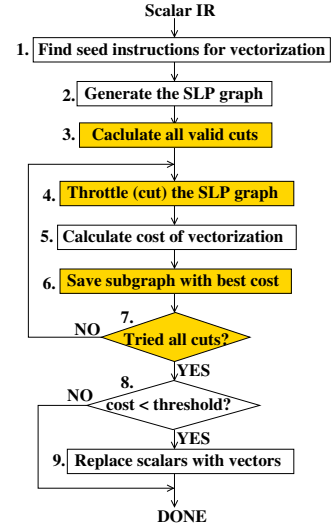 Scalar IR
1. Find seed instructions for vectorization
2. Generate the SLP graph
3. Caclulate all valid cuts
4. Throttle (cut) the SLP graph
5. Calculate cost of vectorization
6. Save subgraph with best cost
7.
NO
Tried all cuts?
YES
8.
NO
cost < threshold?
YES
9. Replace scalars with vectors
DONE